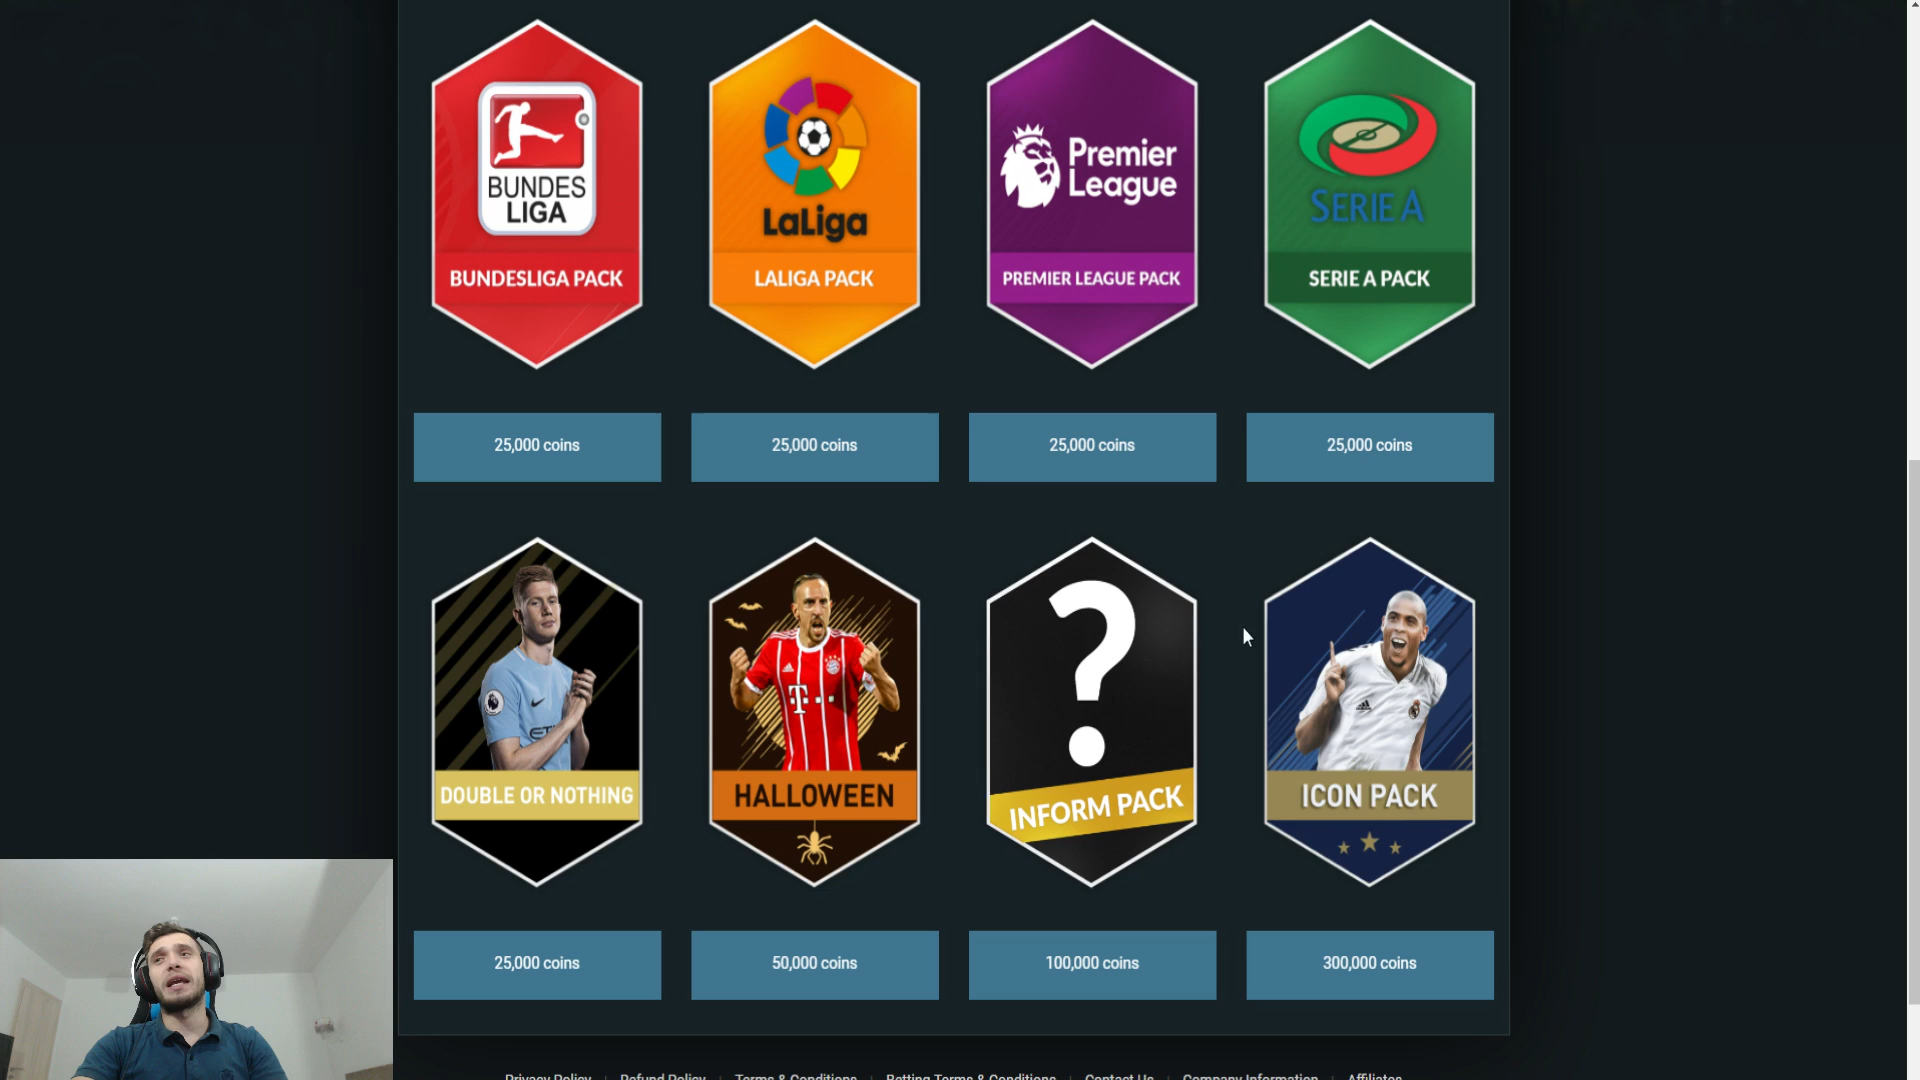 BUNDES
LIGA
BUNDESLIGA PACK
LaLiga
LALIGA PACK
Premier
League
PREMIER LEAGUE PACK
SERIE A
SERIE A PACK
25,000 coins
25,000 coins
25,000 coins
25,000 coins
DOUBLE OR NOTHING
T
HALLOWEEN
?
INFORM PACK
ICON PACK
25,000 coins
50,000 coins
100,000 coins
300,000 coins
Privacy Policy | Refund Policy | Terms & Conditions | Betting Terms & Conditions | Contact Us | Company Information | Affiliates